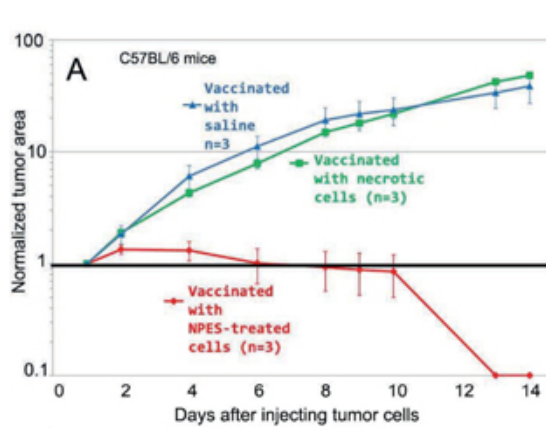 100
A
C57BL/6 mice
Vaccinated
with
saline
n=3
Vaccinated
with necrotic
cells (n=3)
10
Normalized tumor area
1
Vaccinated
with
NPES-treated
cells (n=3)
0.1
0 2 4 6 8 10 12 14
Days after injecting tumor cells